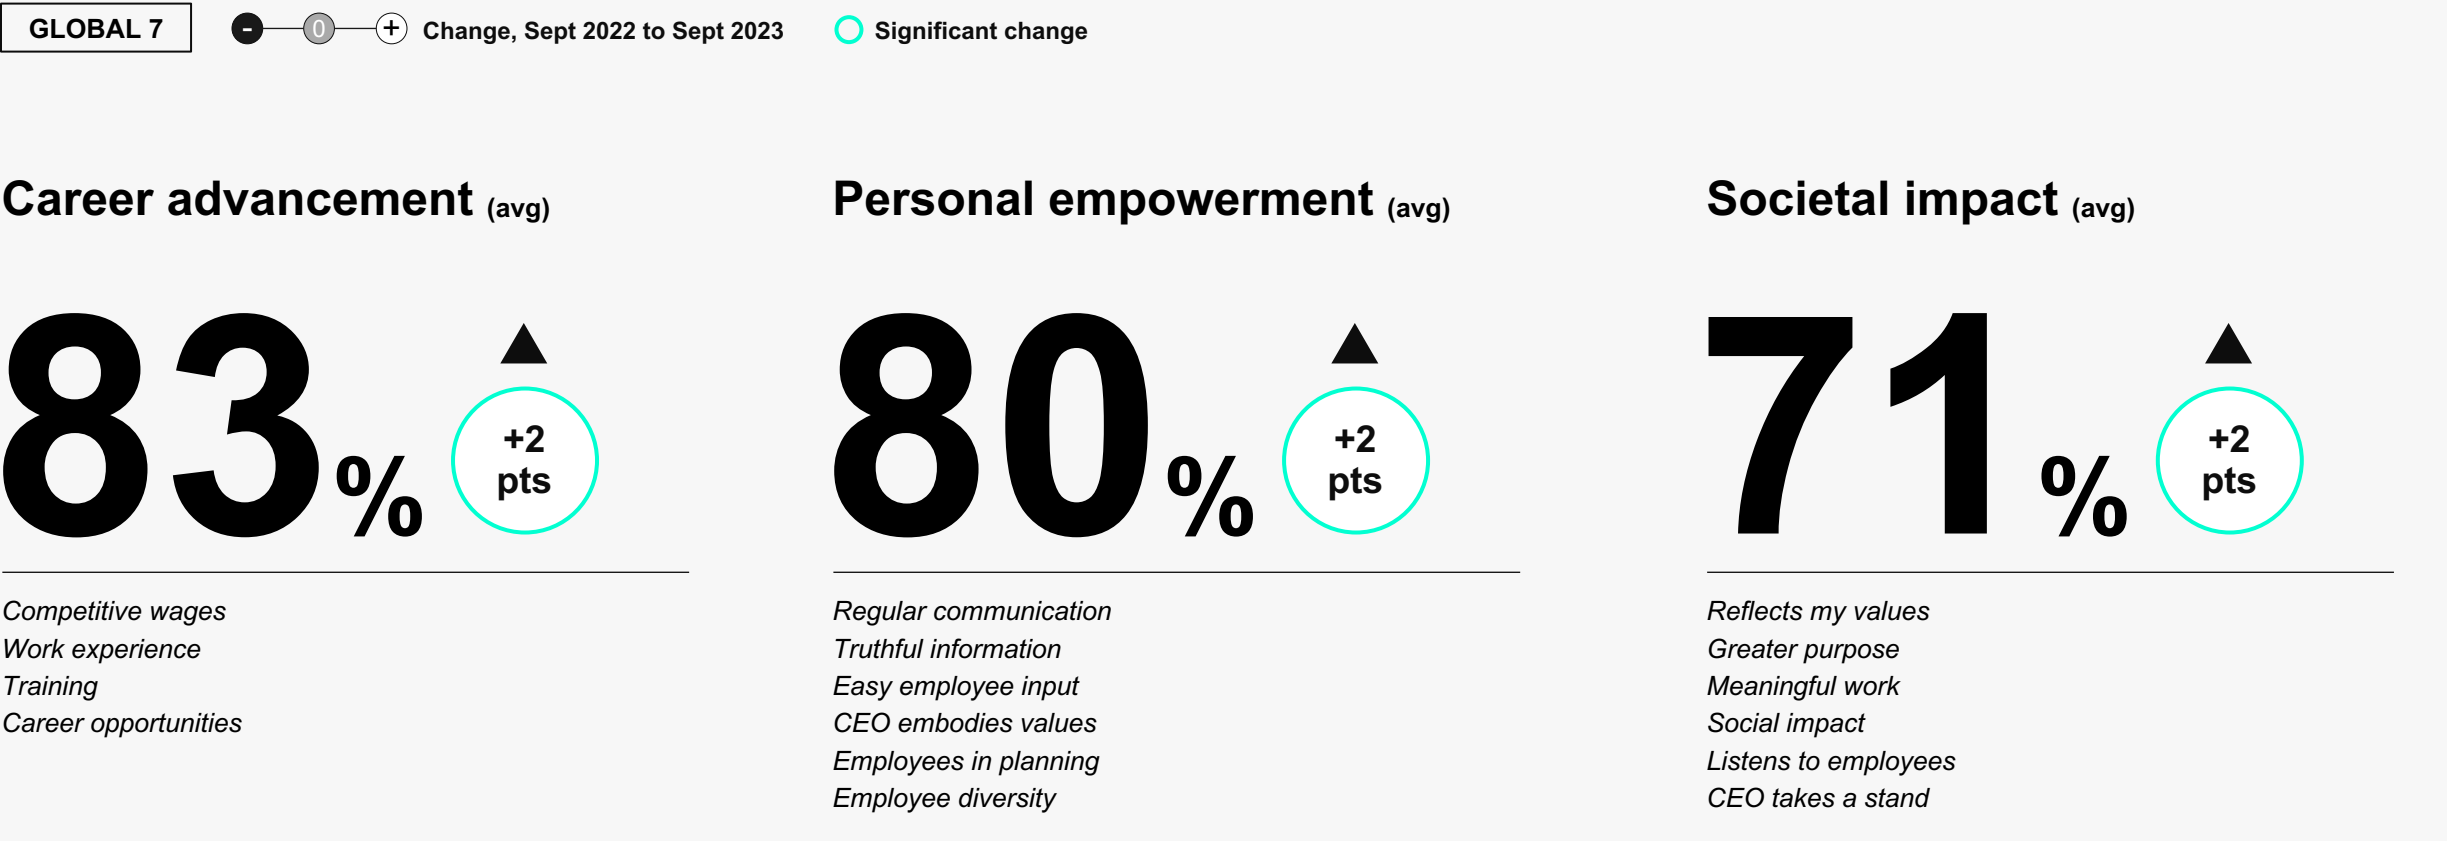 GLOBAL 7
- 0 + Change, Sept 2022 to Sept 2023
Significant change
Career advancement (avg)
83%
+2
pts
Competitive wages
Work experience
Training
Career opportunities
Personal empowerment (avg)
80%
+2
pts
Regular communication
Truthful information
Easy employee input
CEO embodies values
Employees in planning
Employee diversity
Societal impact (avg)
71%
+2
pts
Reflects my values
Greater purpose
Meaningful work
Social impact
Listens to employees
CEO takes a stand